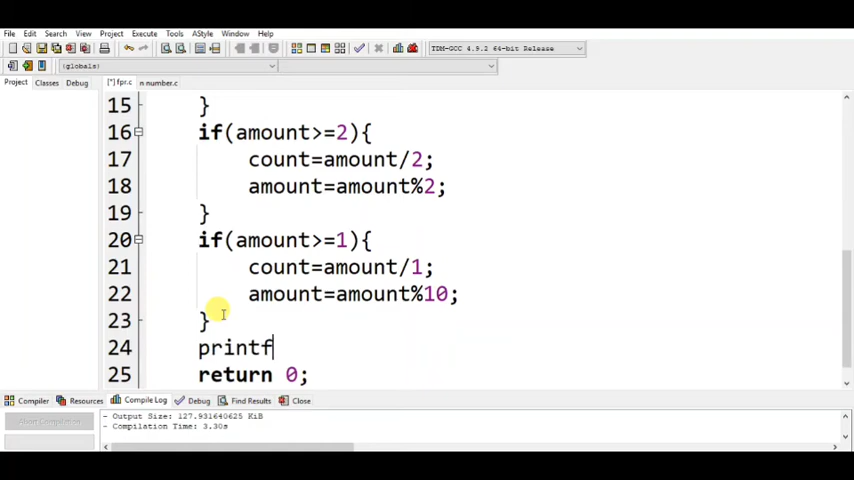 File Edit Search View Project Execute Tools AStyle Window Help
TDM-GCC 4.9.2 64-bit Release
(globals)
Project Classes Debug [*] fpr.c n number.c
15 }
16 if(amount>=2){
17 count=amount/2;
18 amount=amount%2;
19 }
20 if(amount>=1){
21 count=amount/1;
22 amount=amount%10;
23 }
24 printf
25 return 0;
Compiler Resources Compile Log Debug Find Results Close
Abort Compilation
- Output Size: 127.931640625 KiB
- Compilation Time: 3.30s